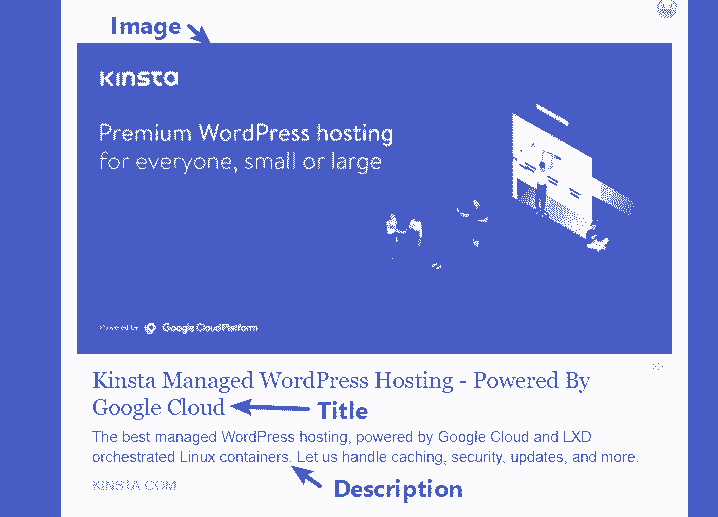 Image
KINSTA
Premium WordPress hosting
for everyone, small or large
Powered by Google Cloud Platform
Kinsta Managed WordPress Hosting - Powered By
Google Cloud
Title
The best managed WordPress hosting, powered by Google Cloud and LXD
orchestrated Linux containers. Let us handle caching, security, updates, and more.
KINSTA.COM
Description